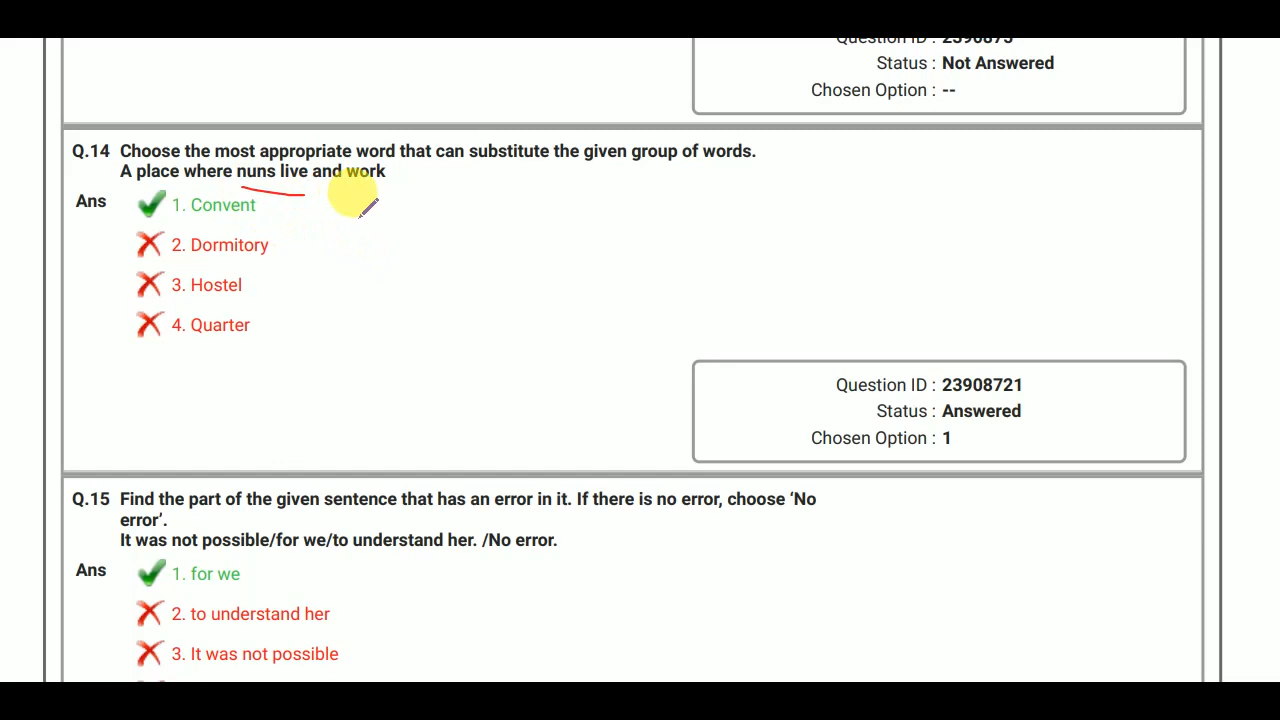 Question ID : 2390875
Status : Not Answered
Chosen Option : --
Q.14 Choose the most appropriate word that can substitute the given group of words.
A place where nuns live and work
Ans 1. Convent
2. Dormitory
3. Hostel
4. Quarter
Question ID : 23908721
Status : Answered
Chosen Option : 1
Q.15 Find the part of the given sentence that has an error in it. If there is no error, choose ‘No
error’.
It was not possible/for we/to understand her. /No error.
Ans 1. for we
2. to understand her
3. It was not possible